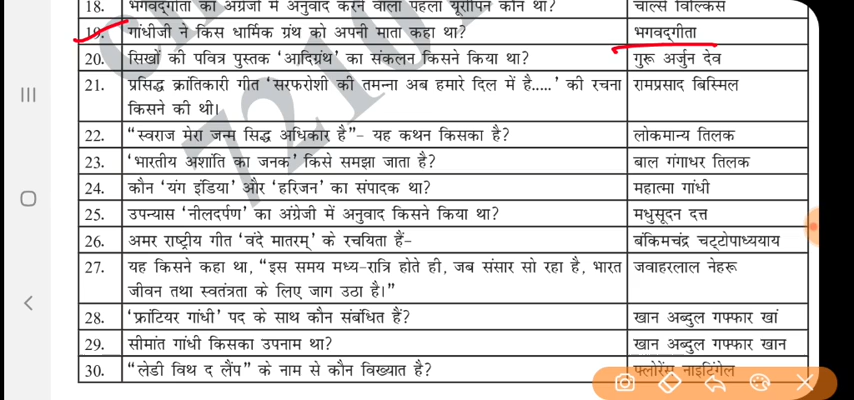 18. भगवद्गीता का अंग्रेजी में अनुवाद करने वाला पहला यूरोपिन कौन था? चार्ल्स विल्किंस
19. गांधीजी ने किस धार्मिक ग्रंथ को अपनी माता कहा था? भगवद्गीता
20. सिखों की पवित्र पुस्तक 'आदिग्रंथ' का संकलन किसने किया था? गुरू अर्जुन देव
21. प्रसिद्ध क्रांतिकारी गीत 'सरफरोशी की तमन्ना अब हमारे दिल में है.....' की रचना रामप्रसाद बिस्मिल
किसने की थी।
22. “स्वराज मेरा जन्म सिद्ध अधिकार है”- यह कथन किसका है? लोकमान्य तिलक
23. 'भारतीय अशांति का जनक' किसे समझा जाता है? बाल गंगाधर तिलक
24. कौन 'यंग इंडिया' और 'हरिजन' का संपादक था? महात्मा गांधी
25. उपन्यास 'नीलदर्पण' का अंग्रेजी में अनुवाद किसने किया था? मधुसूदन दत्त
26. अमर राष्ट्रीय गीत 'वंदे मातरम्' के रचयिता हैं- बंकिमचंद्र चट्टोपाध्ययाय
27. यह किसने कहा था, “इस समय मध्य-रात्रि होते ही, जब संसार सो रहा है, भारत जवाहरलाल नेहरू
जीवन तथा स्वतंत्रता के लिए जाग उठा है।”
28. 'फ्रांटियर गांधी' पद के साथ कौन संबंधित हैं? खान अब्दुल गफ्फार खां
29. सीमांत गांधी किसका उपनाम था? खान अब्दुल गफ्फार खान
30. “लेडी विथ द लैंप” के नाम से कौन विख्यात है? फ्लोरेंस नाइटिंगेल